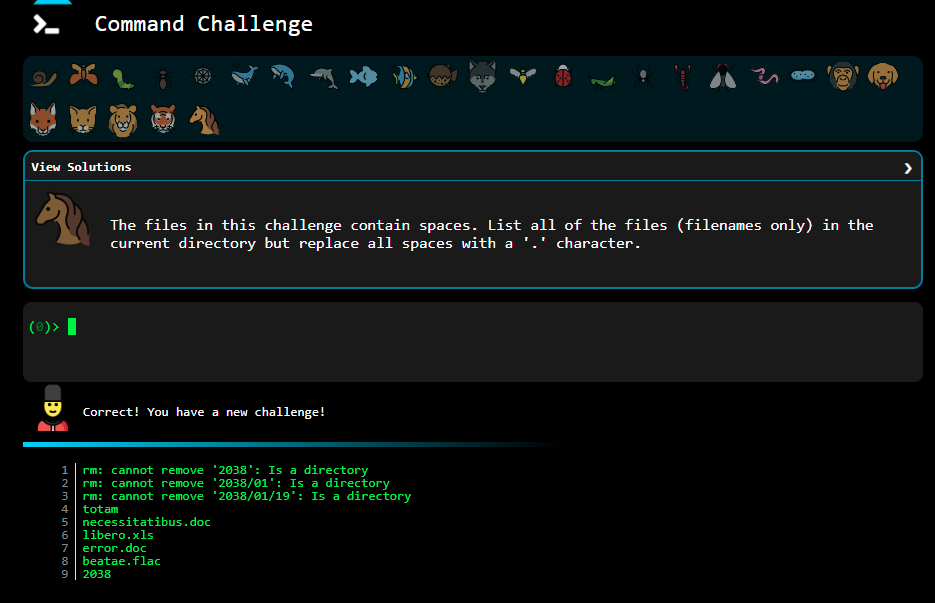 Command Challenge
View Solutions
The files in this challenge contain spaces. List all of the files (filenames only) in the
current directory but replace all spaces with a '.' character.
(0)>
Correct! You have a new challenge!
1 rm: cannot remove '2038': Is a directory
2 rm: cannot remove '2038/01': Is a directory
3 rm: cannot remove '2038/01/19': Is a directory
4 totam
5 necessitatibus.doc
6 libero.xls
7 error.doc
8 beatae.flac
9 2038